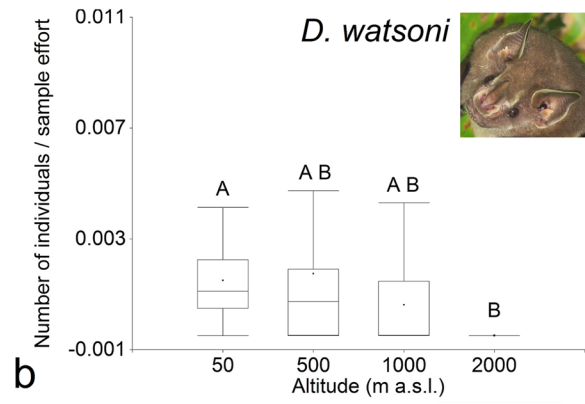 0.011
D. watsoni
Number of individuals / sample effort
0.007
A
A B
A B
0.003
B
-0.001
50
500
1000
2000
Altitude (m a.s.l.)
b